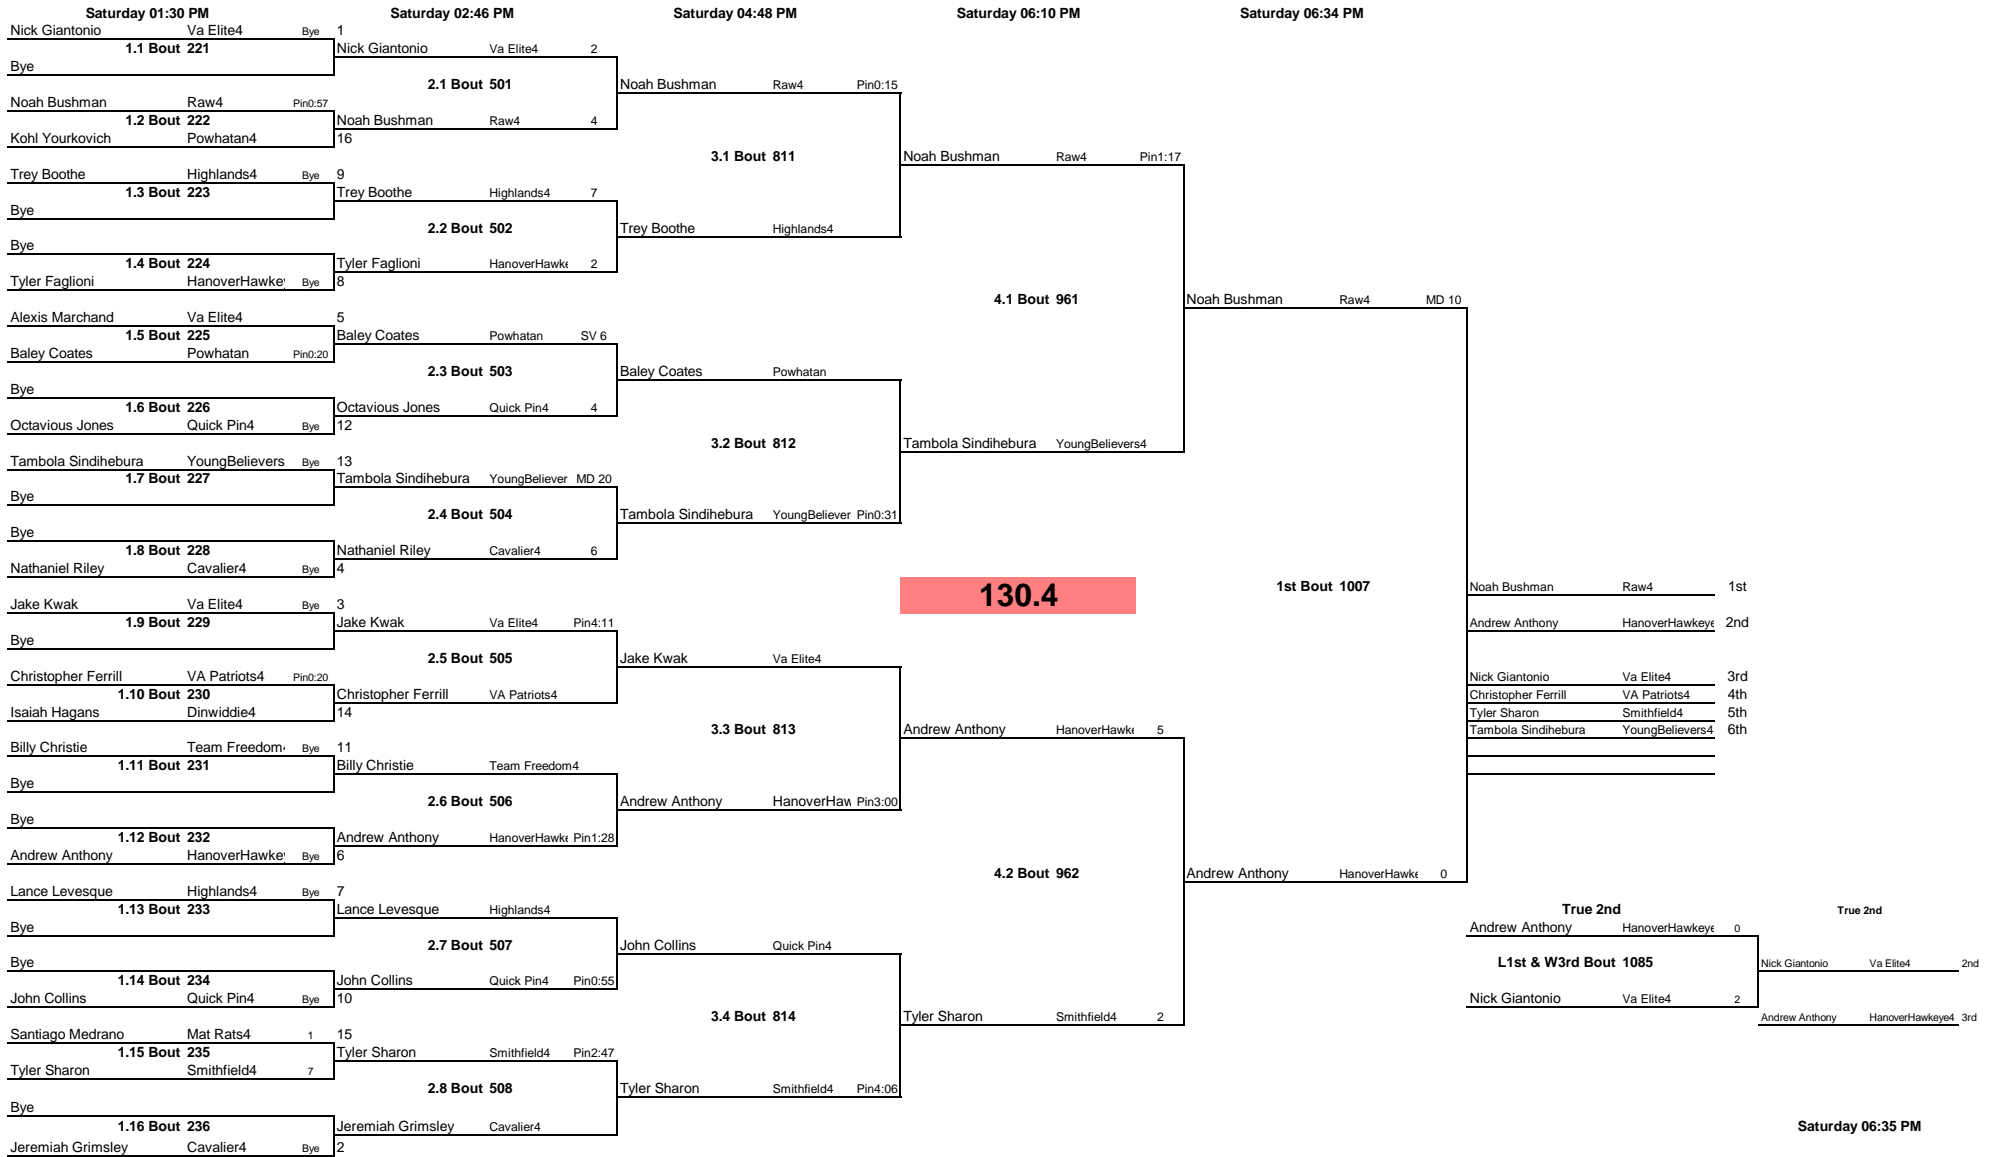 Saturday 01:30 PM Saturday 02:46 PM Saturday 04:48 PM Saturday 06:10 PM Saturday 06:34 PM
Nick Giantonio Va Elite4 Bye 1
1.1 Bout 221 Nick Giantonio Va Elite4 2
Bye
2.1 Bout 501 Noah Bushman Raw4 Pin0:15
Noah Bushman Raw4 Pin0:57
1.2 Bout 222 Noah Bushman Raw4 4
Kohl Yourkovich Powhatan4 16
3.1 Bout 811 Noah Bushman Raw4 Pin1:17
Trey Boothe Highlands4 Bye 9
1.3 Bout 223 Trey Boothe Highlands4 7
Bye
2.2 Bout 502 Trey Boothe Highlands4
Bye
1.4 Bout 224 Tyler Faglioni HanoverHawke 2
Tyler Faglioni HanoverHawke Bye 8
4.1 Bout 961 Noah Bushman Raw4 MD 10
Alexis Marchand Va Elite4 5
1.5 Bout 225 Baley Coates Powhatan SV 6
Baley Coates Powhatan Pin0:20
2.3 Bout 503 Baley Coates Powhatan
Bye
1.6 Bout 226 Octavious Jones Quick Pin4 4
Octavious Jones Quick Pin4 Bye 12
3.2 Bout 812 Tambola Sindihebura YoungBelievers4
Tambola Sindihebura YoungBelievers Bye 13
1.7 Bout 227 Tambola Sindihebura YoungBeliever MD 20
Bye
2.4 Bout 504 Tambola Sindihebura YoungBeliever Pin0:31
Bye
1.8 Bout 228 Nathaniel Riley Cavalier4 6
Nathaniel Riley Cavalier4 Bye 4
130.4 1st Bout 1007 Noah Bushman Raw4 1st
Jake Kwak Va Elite4 Bye 3
1.9 Bout 229 Jake Kwak Va Elite4 Pin4:11 Andrew Anthony HanoverHawkeye 2nd
Bye
2.5 Bout 505 Jake Kwak Va Elite4
Christopher Ferrill VA Patriots4 Pin0:20 Nick Giantonio Va Elite4 3rd
1.10 Bout 230 Christopher Ferrill VA Patriots4 Christopher Ferrill VA Patriots4 4th
Isaiah Hagans Dinwiddie4 14 Tyler Sharon Smithfield4 5th
3.3 Bout 813 Andrew Anthony HanoverHawke 5 Tambola Sindihebura YoungBelievers4 6th
Billy Christie Team Freedom Bye 11
1.11 Bout 231 Billy Christie Team Freedom4
Bye
2.6 Bout 506 Andrew Anthony HanoverHaw Pin3:00
Bye
1.12 Bout 232 Andrew Anthony HanoverHawke Pin1:28
Andrew Anthony HanoverHawke Bye 6
4.2 Bout 962 Andrew Anthony HanoverHawke 0
Lance Levesque Highlands4 Bye 7
1.13 Bout 233 Lance Levesque Highlands4 True 2nd True 2nd
Bye Andrew Anthony HanoverHawkeye 0
2.7 Bout 507 John Collins Quick Pin4
Bye L1st & W3rd Bout 1085 Nick Giantonio Va Elite4 2nd
1.14 Bout 234 John Collins Quick Pin4 Pin0:55
John Collins Quick Pin4 Bye 10 Nick Giantonio Va Elite4 2
3.4 Bout 814 Tyler Sharon Smithfield4 2 Andrew Anthony HanoverHawkeye4 3rd
Santiago Medrano Mat Rats4 1 15
1.15 Bout 235 Tyler Sharon Smithfield4 Pin2:47
Tyler Sharon Smithfield4 7
2.8 Bout 508 Tyler Sharon Smithfield4 Pin4:06
Bye
1.16 Bout 236 Jeremiah Grimsley Cavalier4 Saturday 06:35 PM
Jeremiah Grimsley Cavalier4 Bye 2